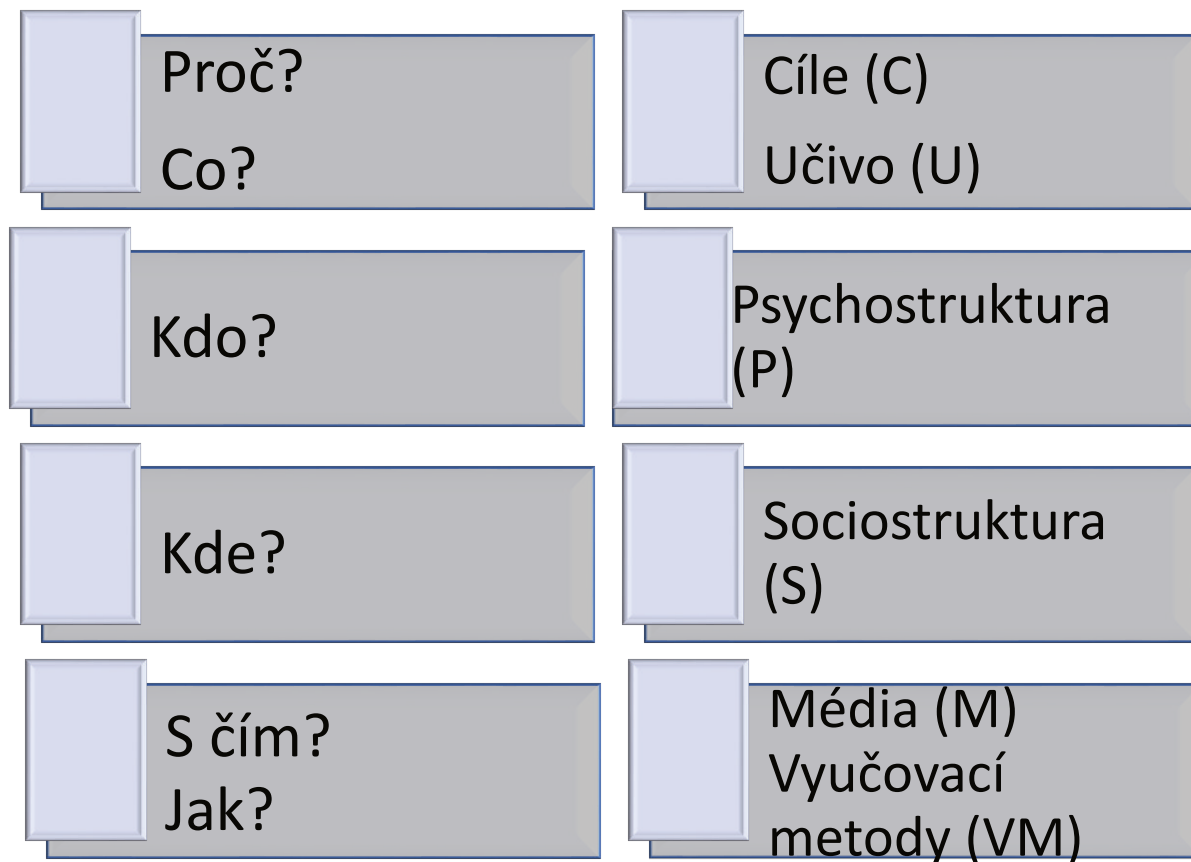 Proč?
Co?
Cíle (C)
Učivo (U)
Kdo?
Psychostruktura
(P)
Kde?
Sociostruktura
(S)
S čím?
Jak?
Média (M)
Vyučovací
metody (VM)